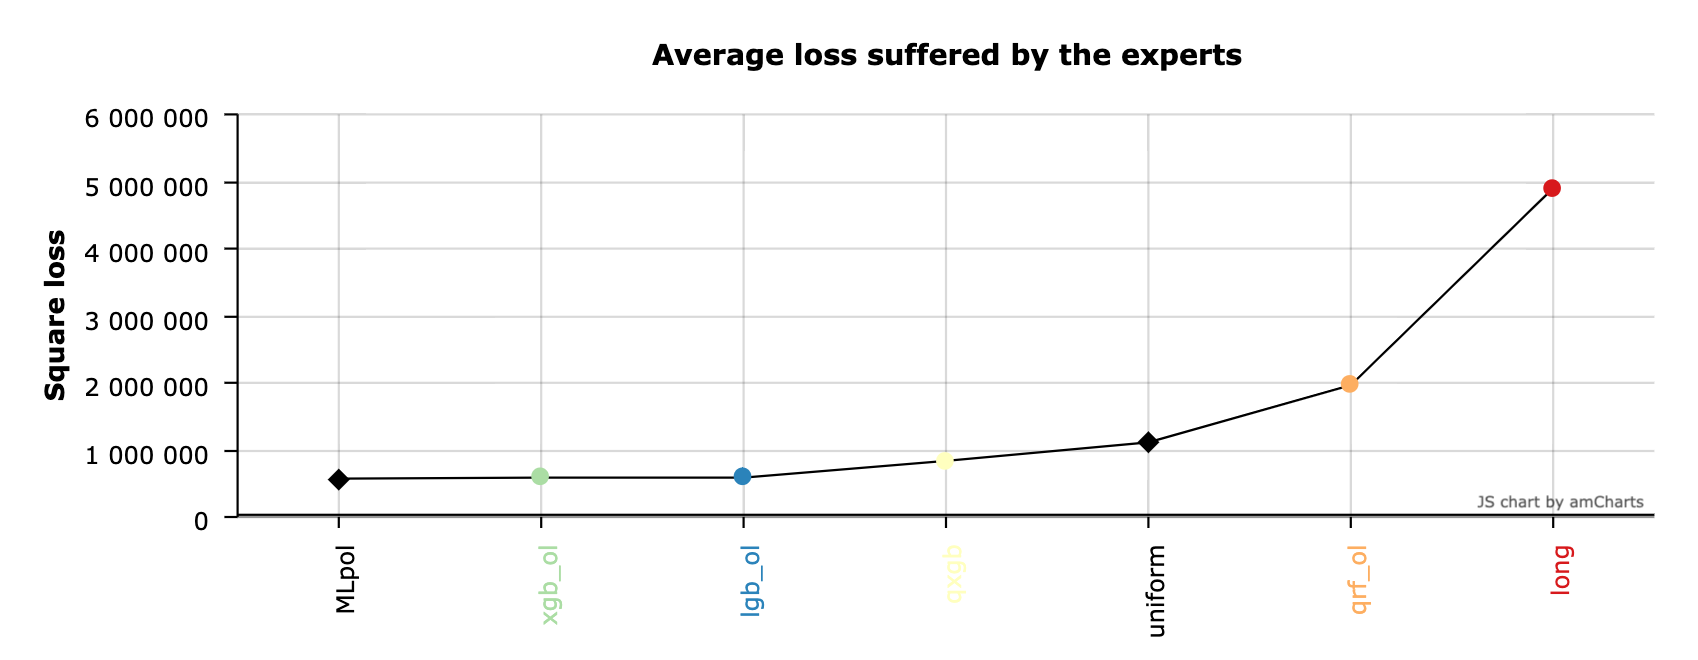 Average loss suffered by the experts
Square loss
6 000 000
5 000 000
4 000 000
3 000 000
2 000 000
1 000 000
0
JS chart by amCharts
MLpol
xgb_ol
lgb_ol
qxgb
uniform
qrf_ol
long